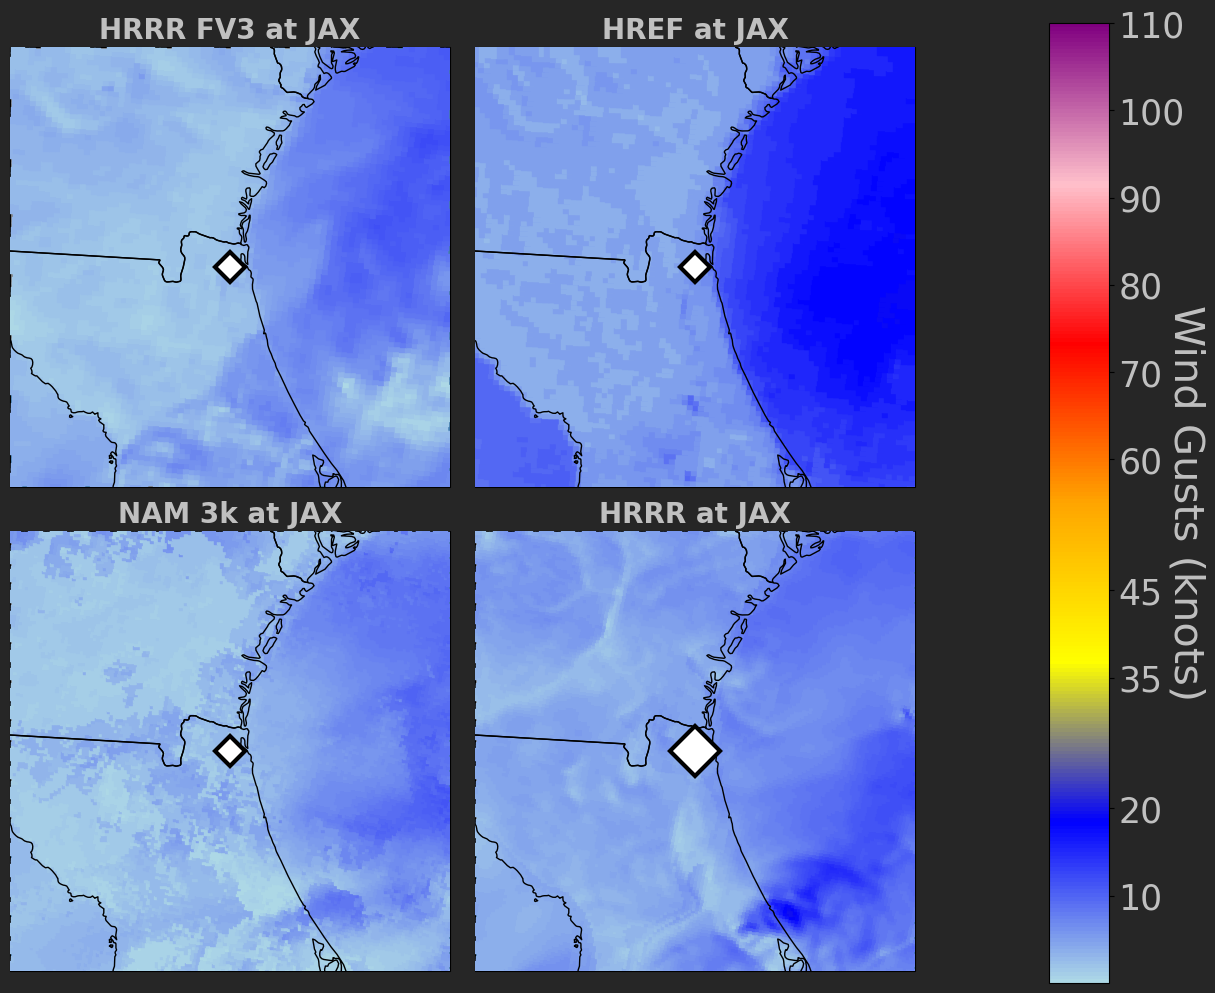 HRRR FV3 at JAX
HREF at JAX
NAM 3k at JAX
HRRR at JAX
110
100
90
80
70
60
45
35
20
10
Wind Gusts (knots)